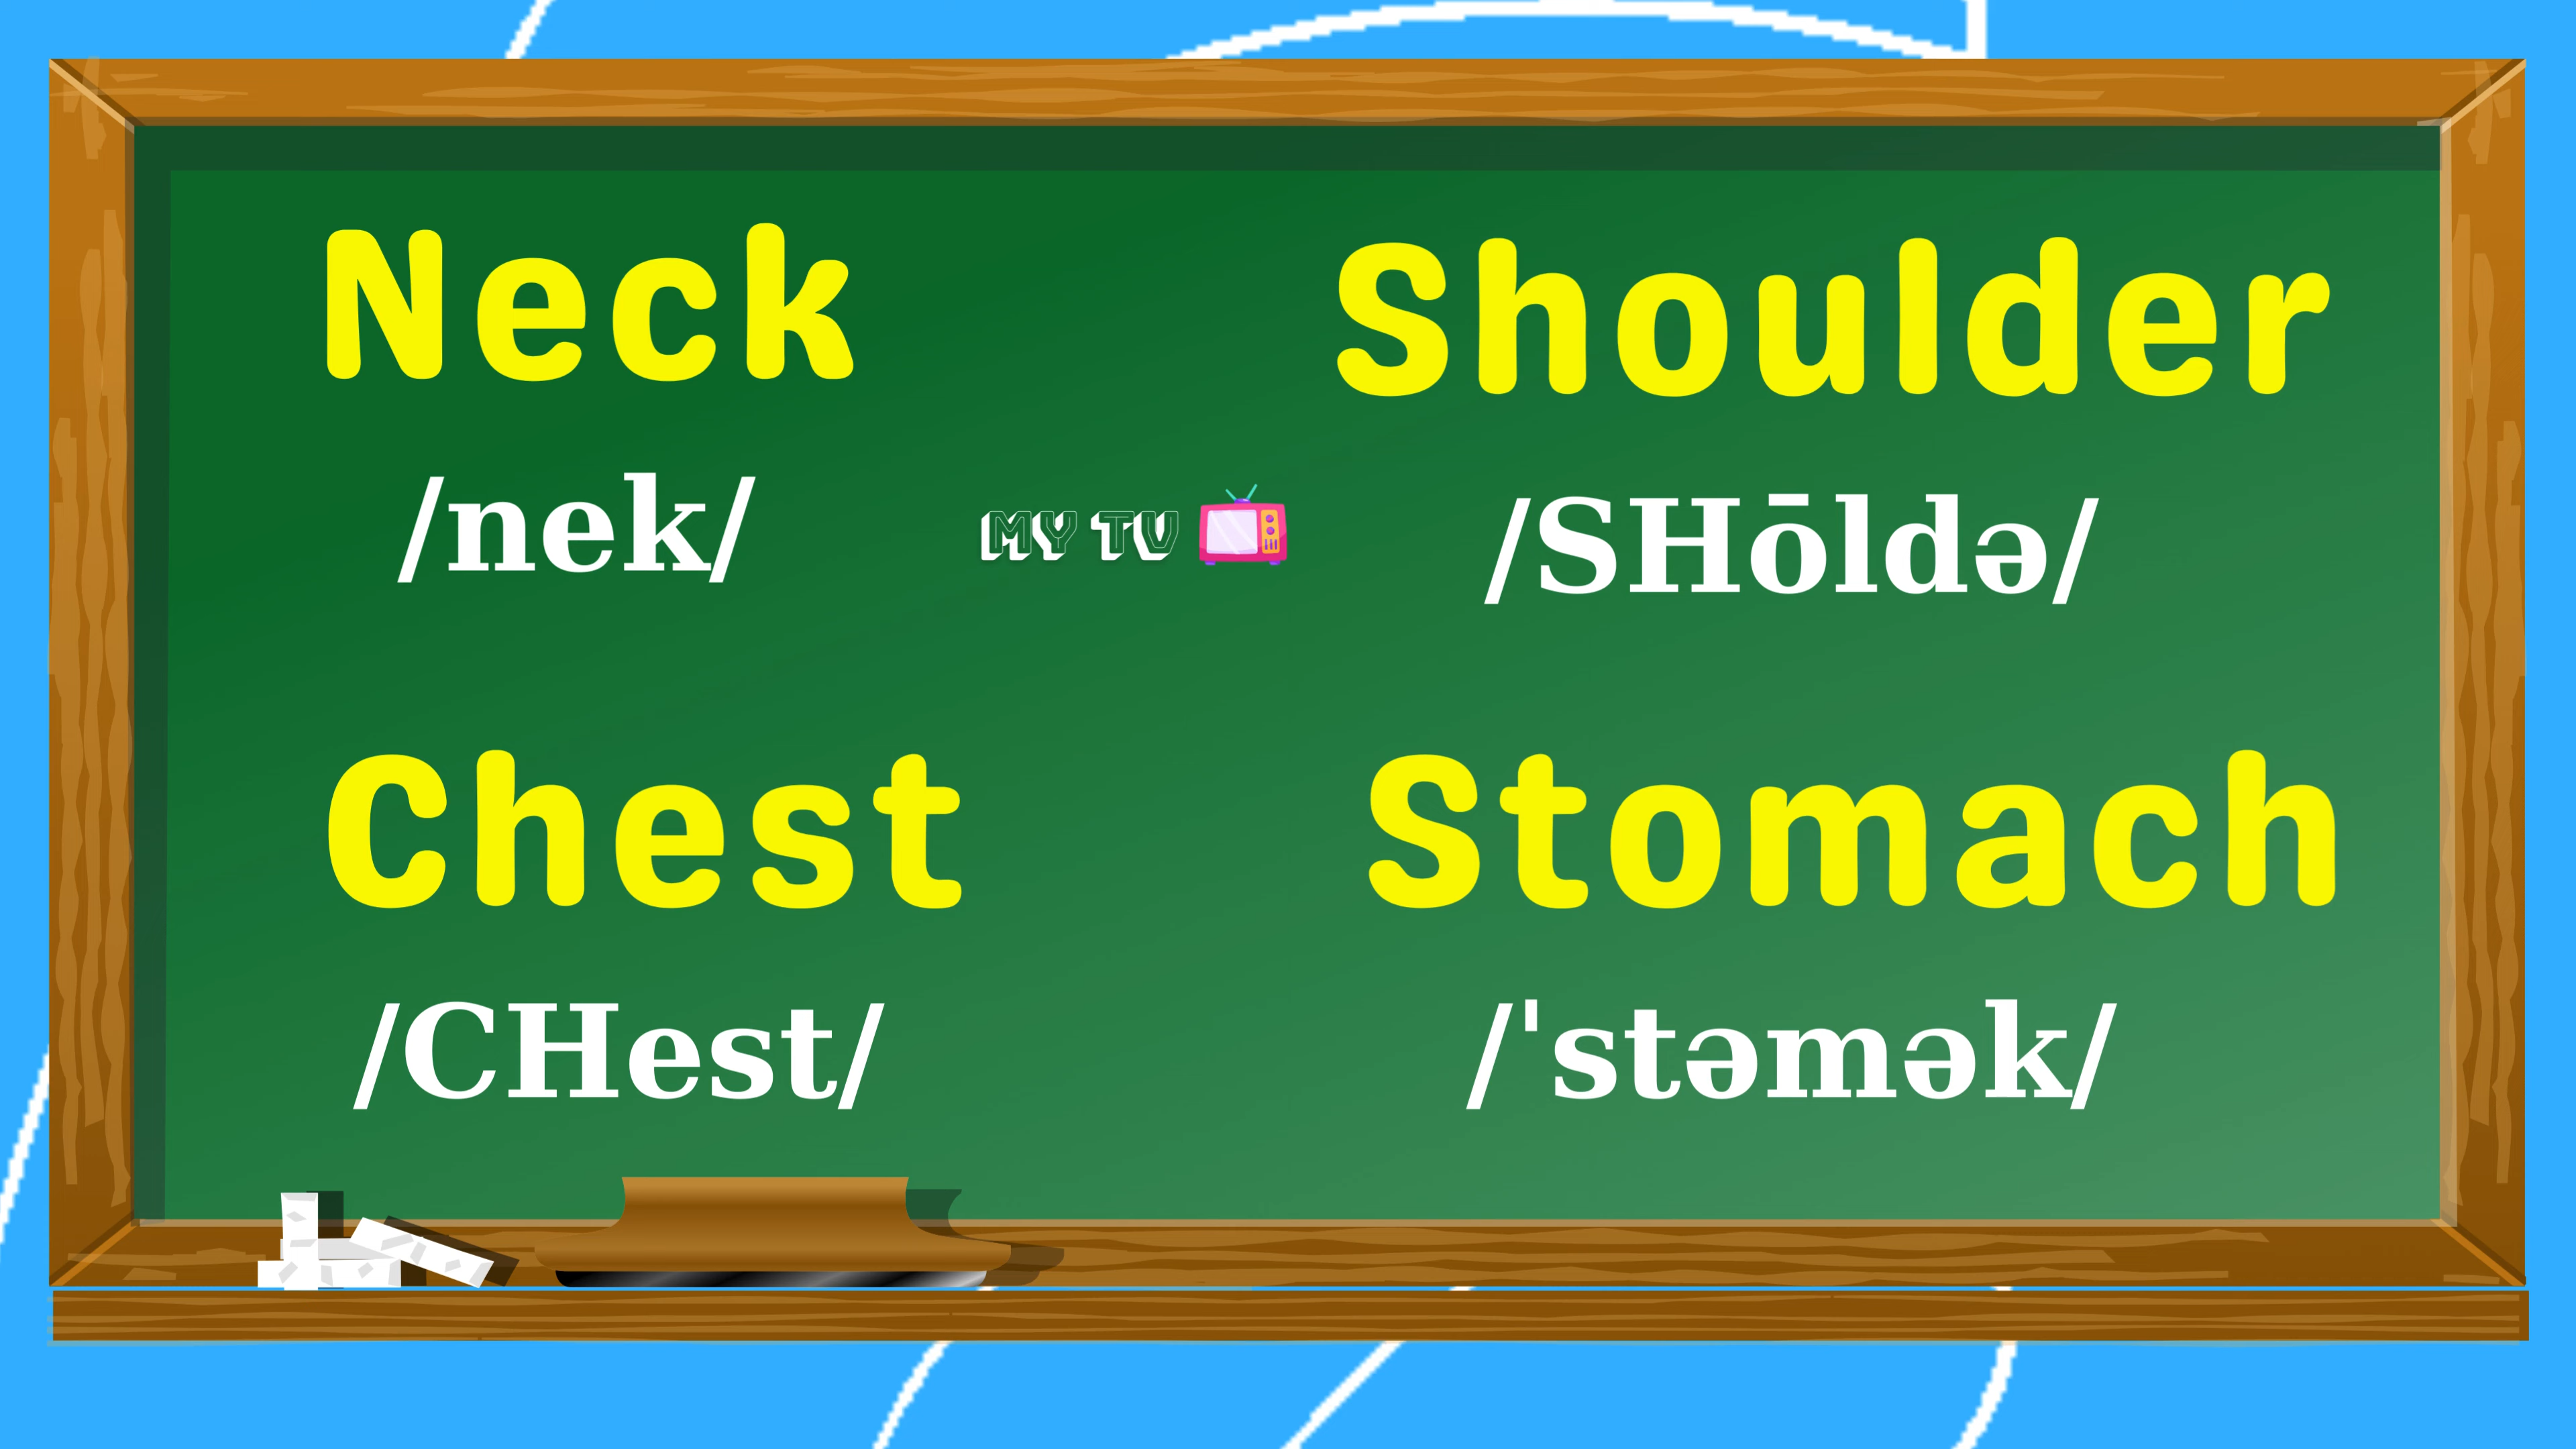 Neck
Shoulder
/nek/
MY TV
/SHōldə/
Chest
Stomach
/CHest/
/ˈstəmək/